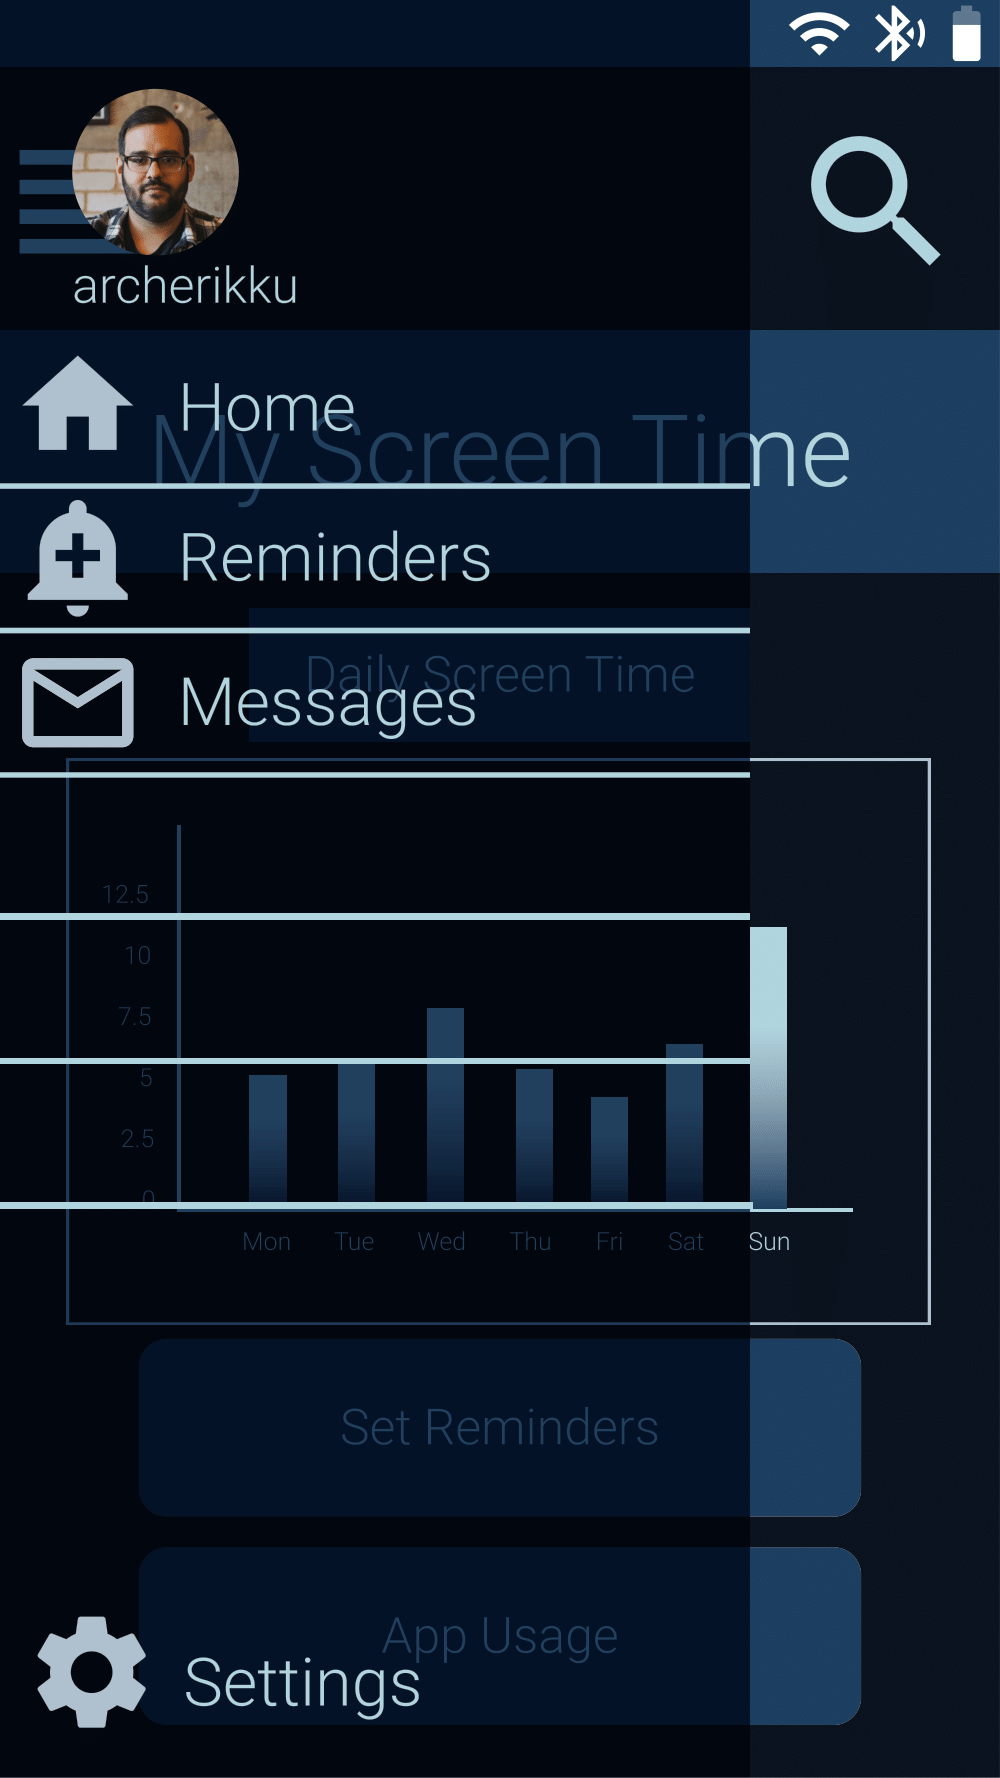 archerikku
Home
My Screen Time
Reminders
Daily Screen Time
Messages
12.5
10
7.5
5
2.5
0
Mon Tue Wed Thu Fri Sat Sun
Set Reminders
App Usage
Settings